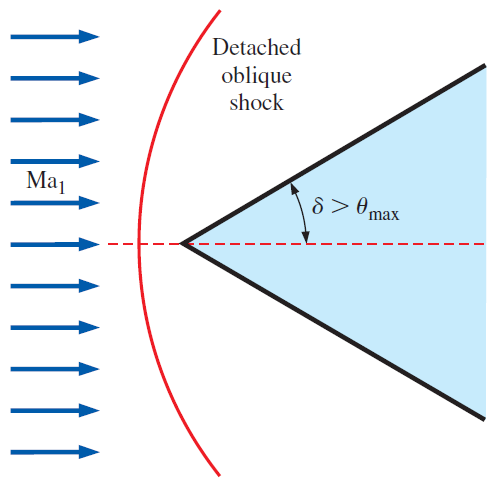 Detached
oblique
shock
Ma₁
δ > θₘₐₓ